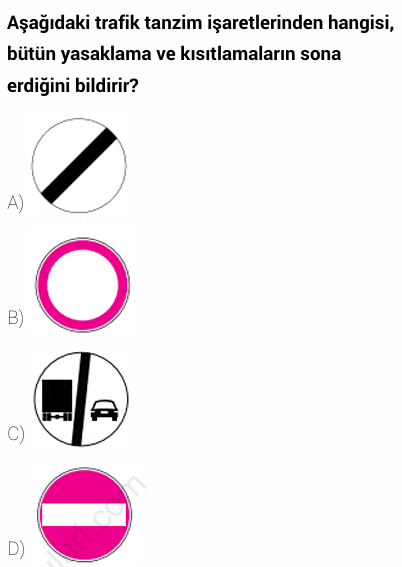 Aşağıdaki trafik tanzim işaretlerinden hangisi,
bütün yasaklama ve kısıtlamaların sona
erdiğini bildirir?
A)
B)
C)
D)